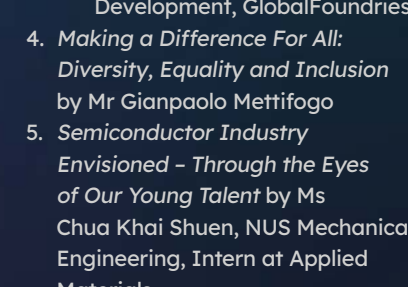 Development, GlobalFoundries
4. Making a Difference For All:
Diversity, Equality and Inclusion
by Mr Gianpaolo Mettifogo
5. Semiconductor Industry
Envisioned – Through the Eyes
of Our Young Talent by Ms
Chua Khai Shuen, NUS Mechanica
Engineering, Intern at Applied
Materials